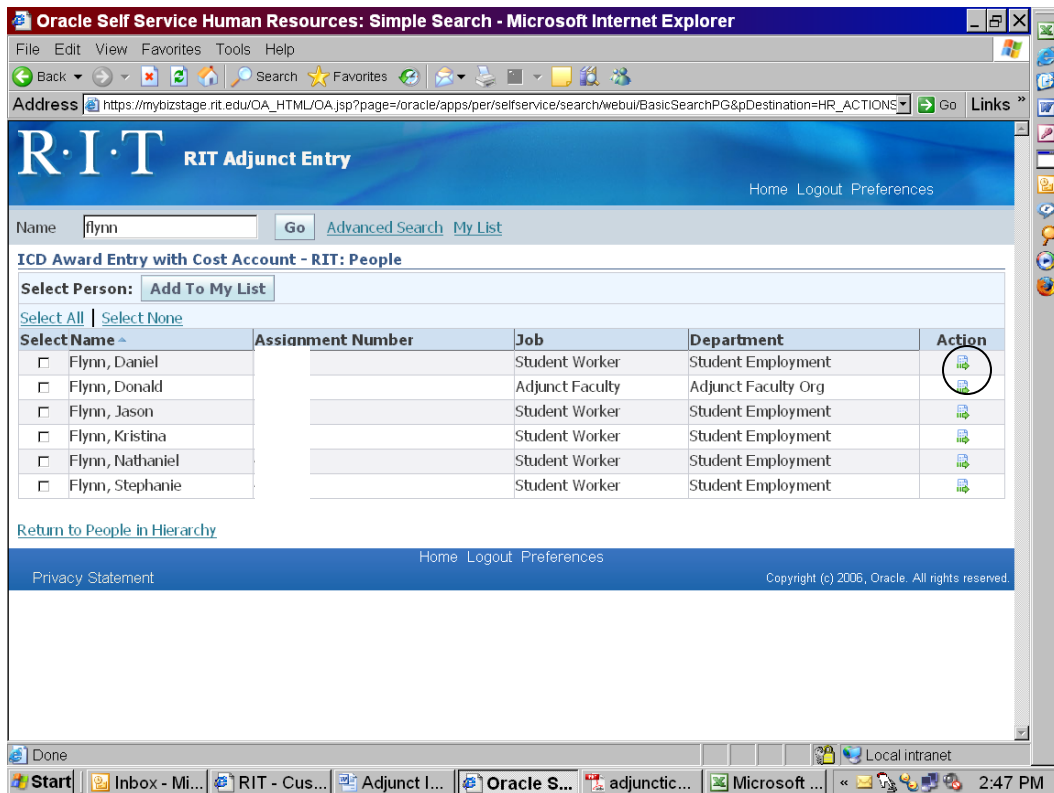 Oracle Self Service Human Resources: Simple Search - Microsoft Internet Explorer
File Edit View Favorites Tools Help
Back Search Favorites
Address https://mybizstage.rit.edu/OA_HTML/OA.jsp?page=/oracle/apps/per/selfservice/search/webui/BasicSearchPG&pDestination=HR_ACTIONS Go Links »
R·I·T RIT Adjunct Entry
Home Logout Preferences
Name flynn Go Advanced Search My List
ICD Award Entry with Cost Account - RIT: People
Select Person: Add To My List
Select All | Select None
Select Name Assignment Number Job Department Action
Flynn, Daniel Student Worker Student Employment
Flynn, Donald Adjunct Faculty Adjunct Faculty Org
Flynn, Jason Student Worker Student Employment
Flynn, Kristina Student Worker Student Employment
Flynn, Nathaniel Student Worker Student Employment
Flynn, Stephanie Student Worker Student Employment
Return to People in Hierarchy
Home Logout Preferences
Privacy Statement Copyright (c) 2006, Oracle. All rights reserved.
Done Local intranet
Start Inbox - Mi... RIT - Cus... Adjunct I... Oracle S... adjunctic... Microsoft ... « 2:47 PM